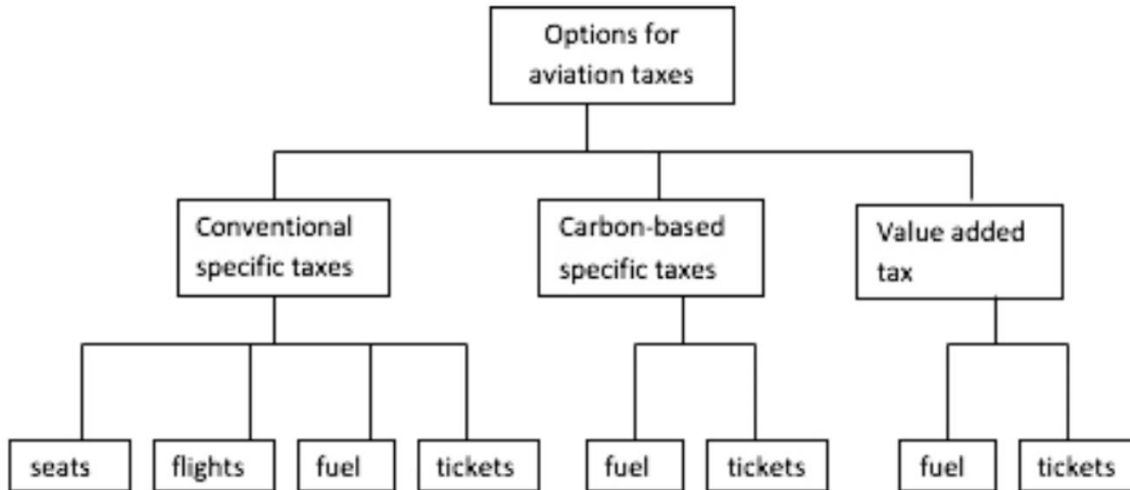 Options for
aviation taxes
Conventional
specific taxes
Carbon-based
specific taxes
Value added
tax
seats
flights
fuel
tickets
fuel
tickets
fuel
tickets